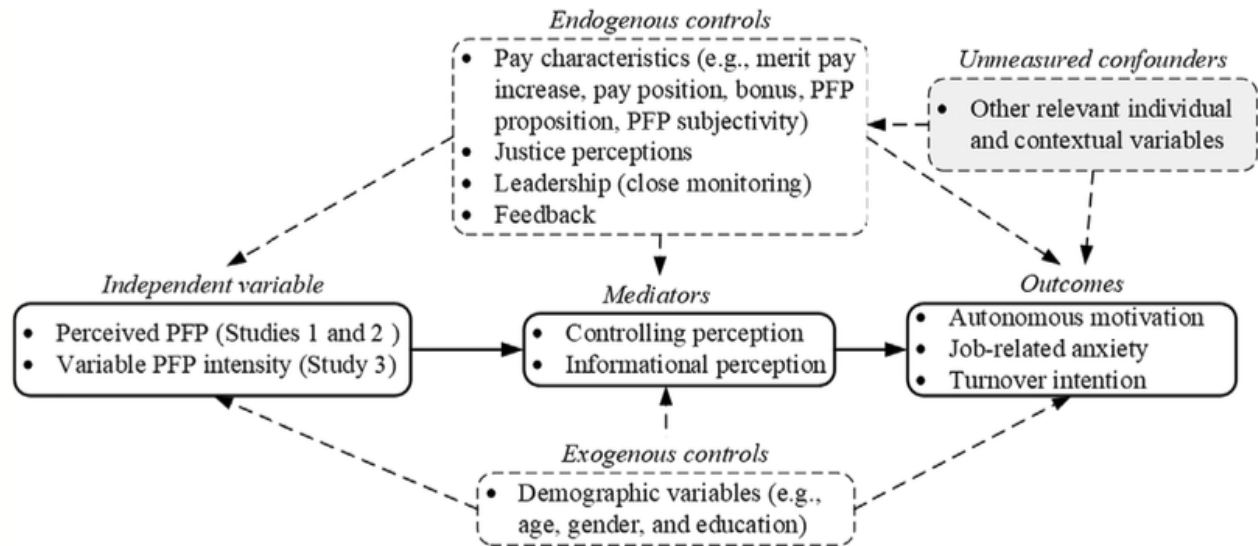 Endogenous controls
• Pay characteristics (e.g., merit pay
increase, pay position, bonus, PFP
proposition, PFP subjectivity)
• Justice perceptions
• Leadership (close monitoring)
• Feedback
Unmeasured confounders
• Other relevant individual
and contextual variables
Independent variable
• Perceived PFP (Studies 1 and 2 )
• Variable PFP intensity (Study 3)
Mediators
• Controlling perception
• Informational perception
Outcomes
• Autonomous motivation
• Job-related anxiety
• Turnover intention
Exogenous controls
• Demographic variables (e.g.,
age, gender, and education)